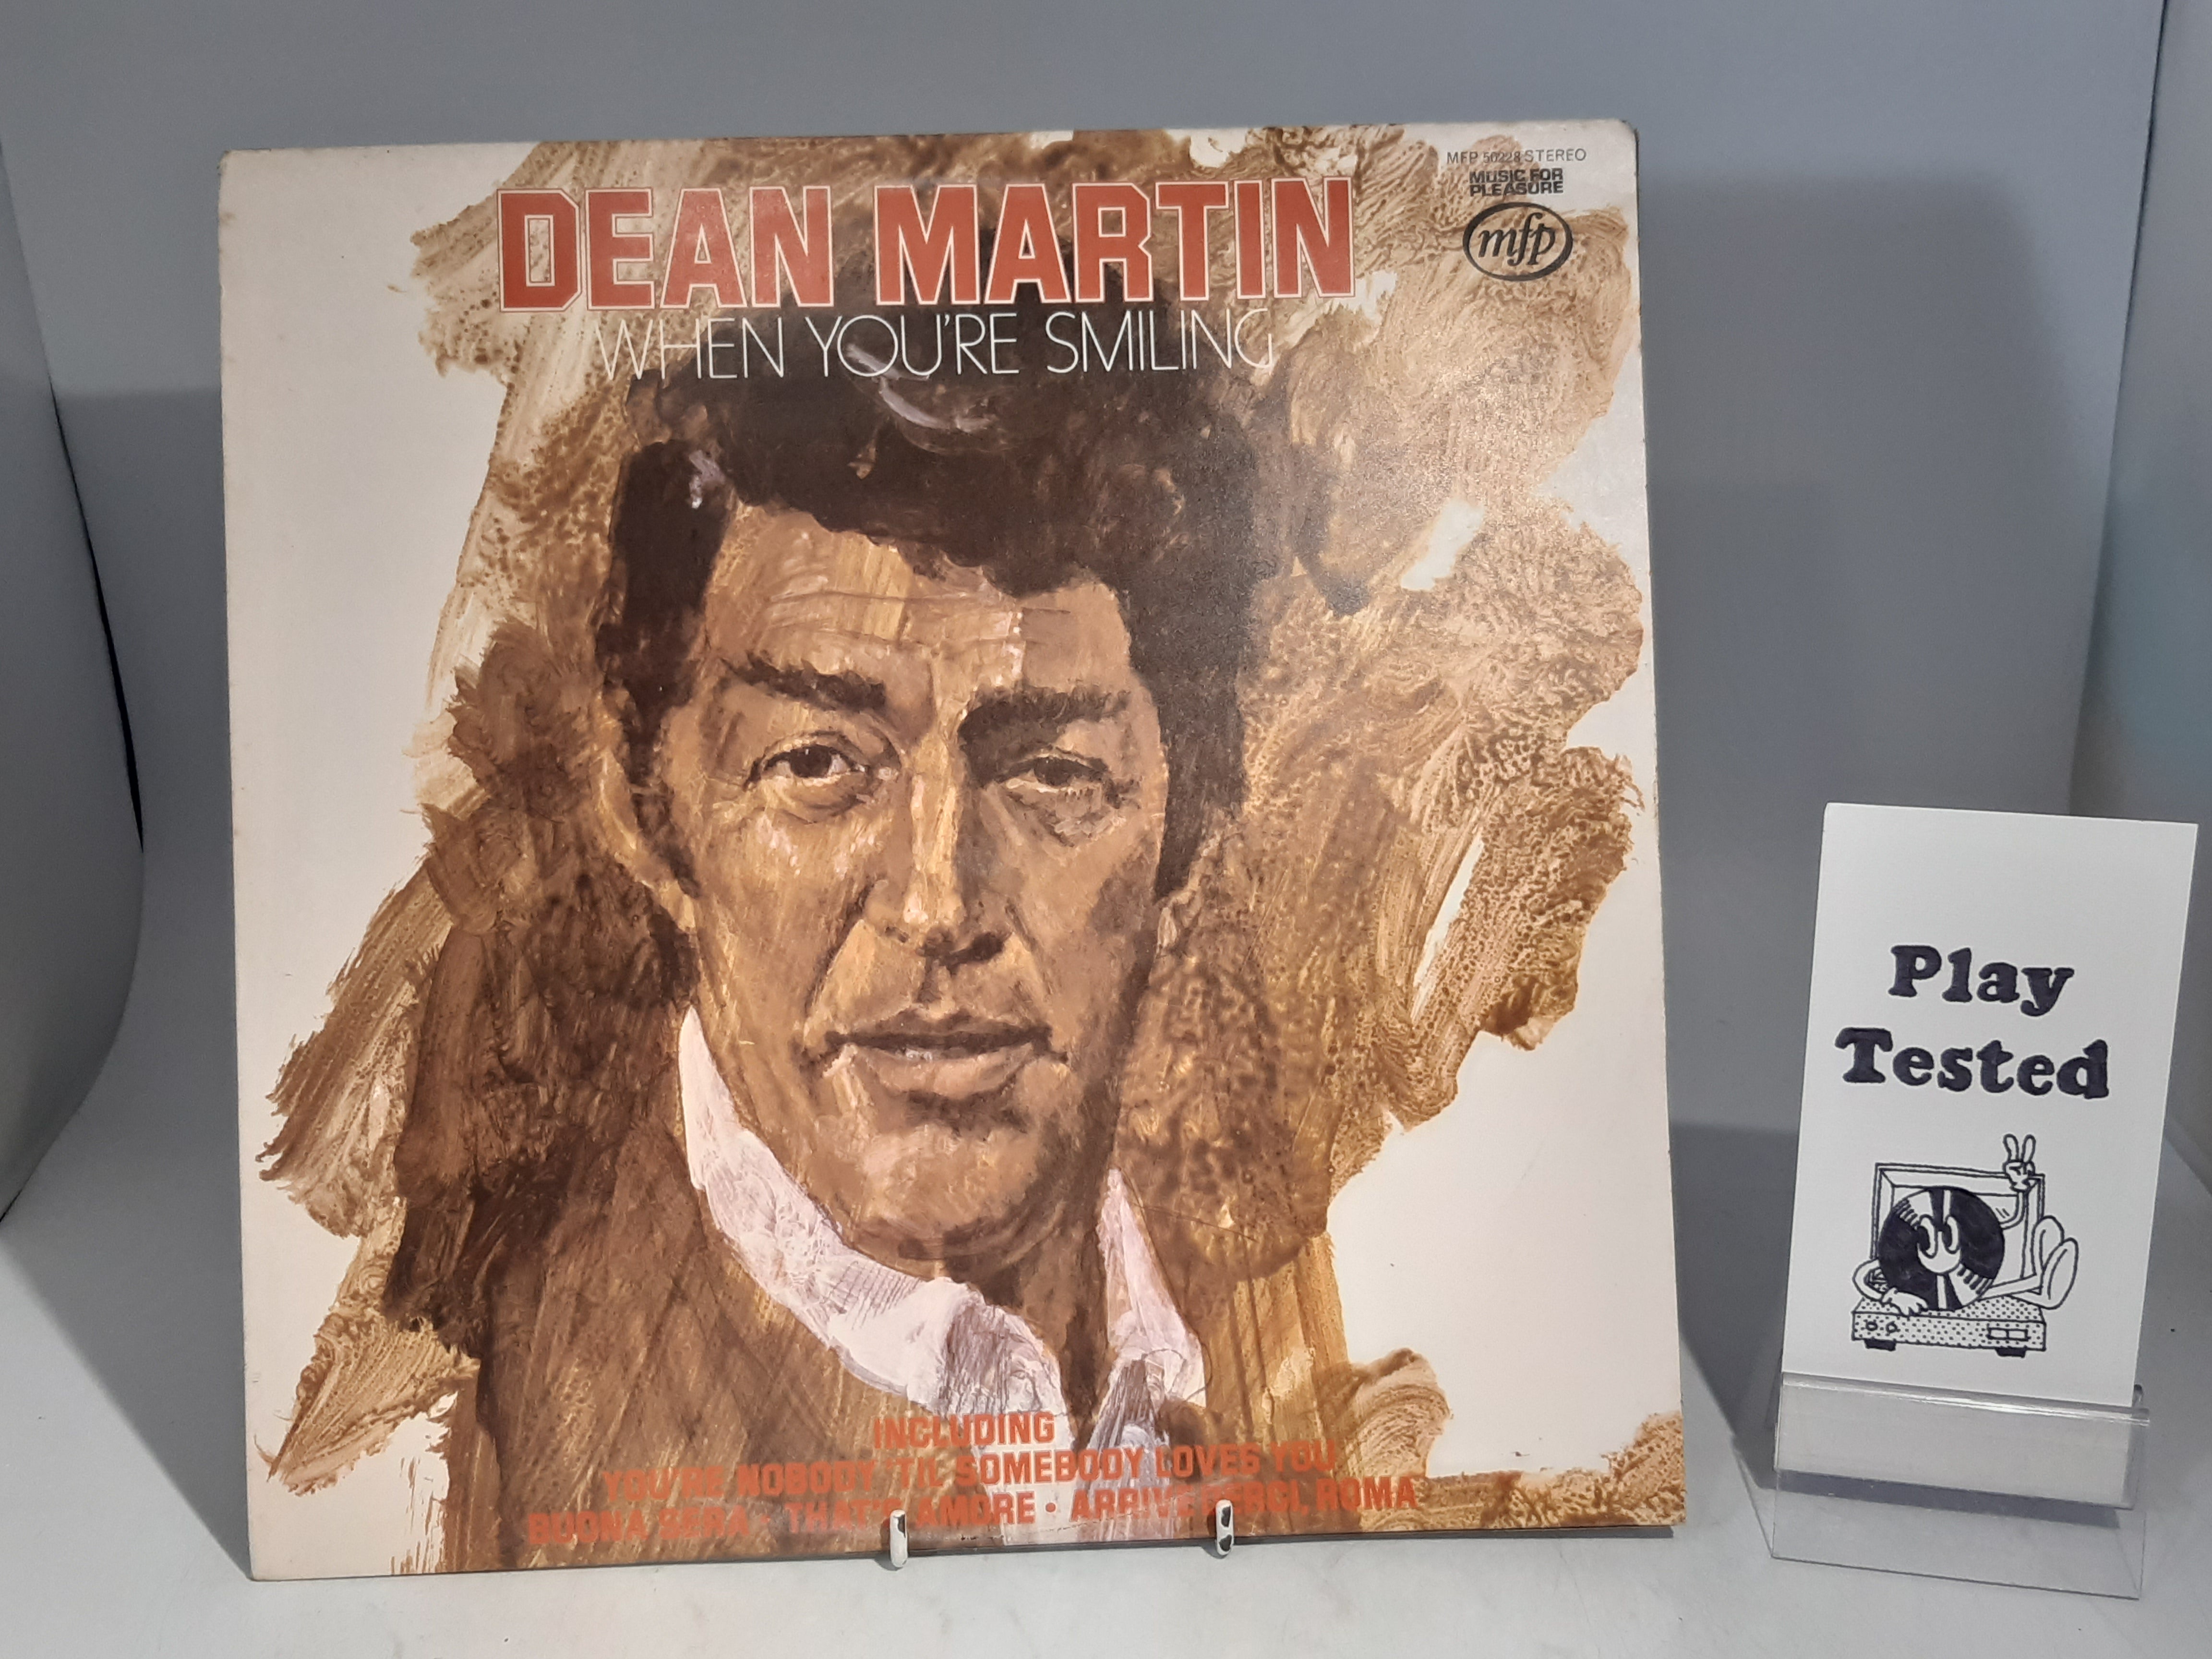 MFP 50228 STEREO
MUSIC FOR
PLEASURE
mfp
DEAN MARTIN
WHEN YOU'RE SMILING
INCLUDING
YOU'RE NOBODY 'TIL SOMEBODY LOVES YOU
BUONA SERA • THAT'S AMORE • ARRIVEDERCI, ROMA
Play
Tested